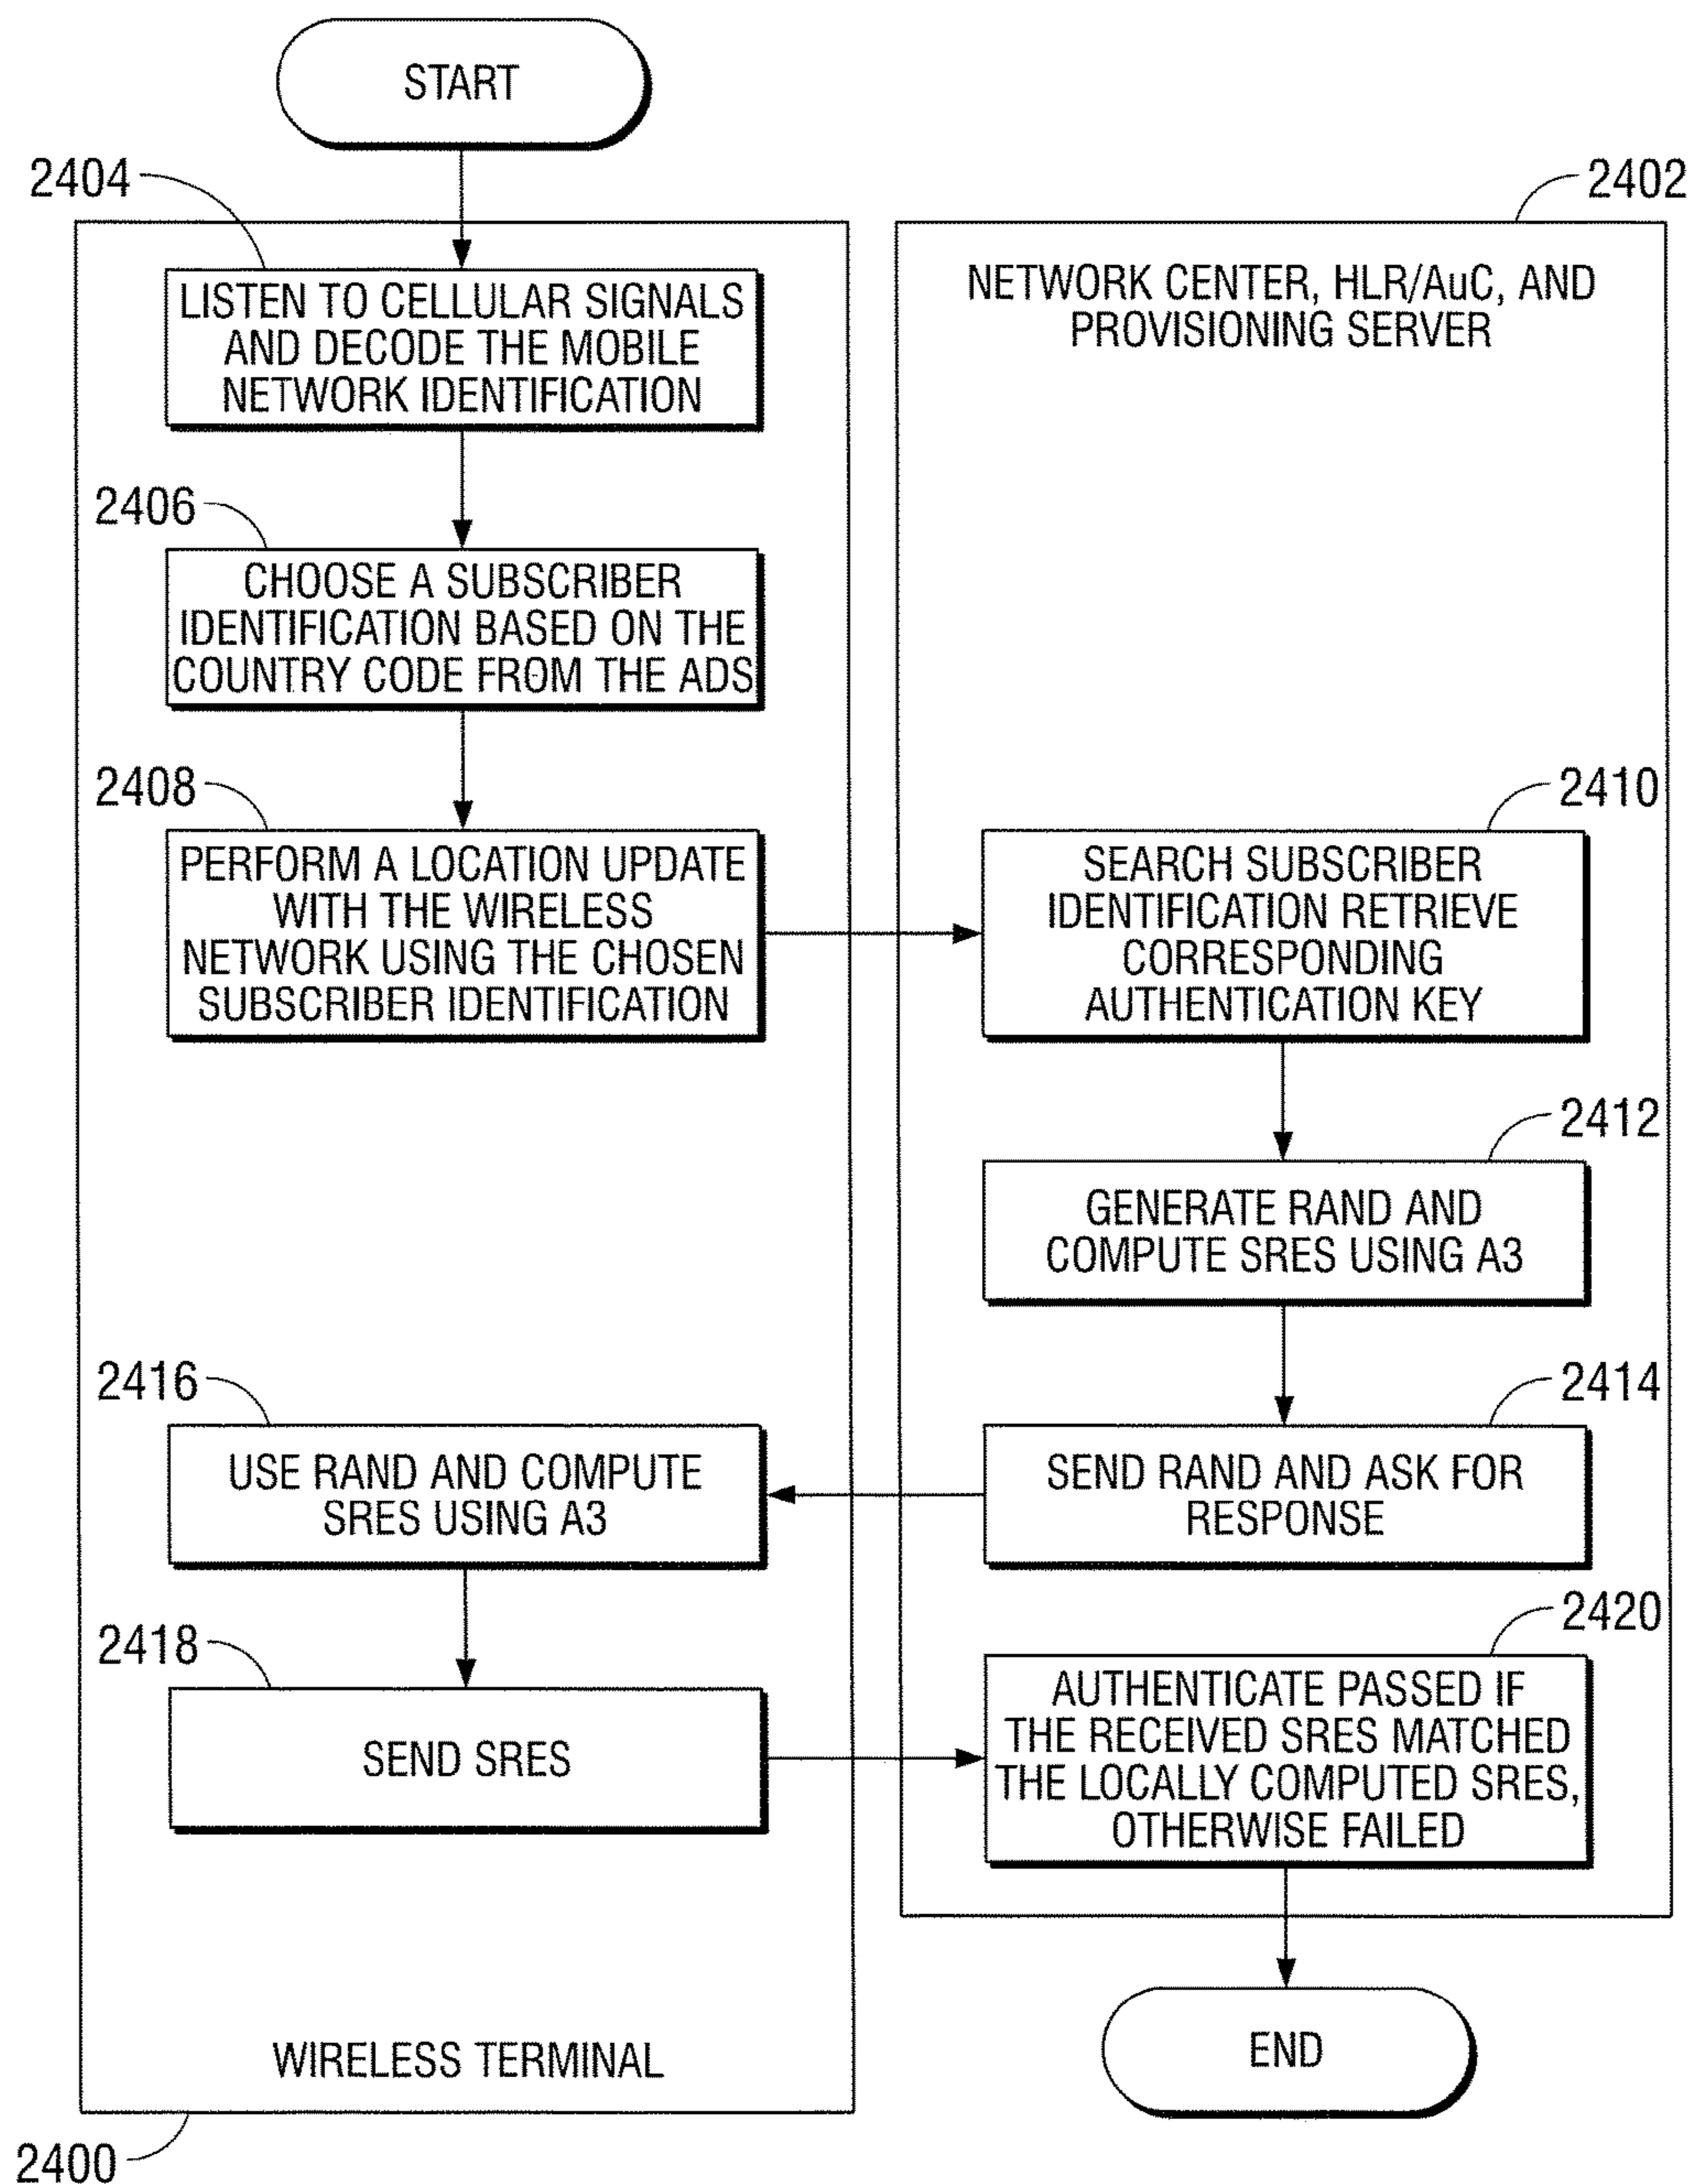 START
2404
2402
LISTEN TO CELLULAR SIGNALS
AND DECODE THE MOBILE
NETWORK IDENTIFICATION
NETWORK CENTER, HLR/AuC, AND
PROVISIONING SERVER
2406
CHOOSE A SUBSCRIBER
IDENTIFICATION BASED ON THE
COUNTRY CODE FROM THE ADS
2408
PERFORM A LOCATION UPDATE
WITH THE WIRELESS
NETWORK USING THE CHOSEN
SUBSCRIBER IDENTIFICATION
2410
SEARCH SUBSCRIBER
IDENTIFICATION RETRIEVE
CORRESPONDING
AUTHENTICATION KEY
2412
GENERATE RAND AND
COMPUTE SRES USING A3
2414
SEND RAND AND ASK FOR
RESPONSE
2416
USE RAND AND COMPUTE
SRES USING A3
2418
SEND SRES
2420
AUTHENTICATE PASSED IF
THE RECEIVED SRES MATCHED
THE LOCALLY COMPUTED SRES,
OTHERWISE FAILED
END
WIRELESS TERMINAL
2400